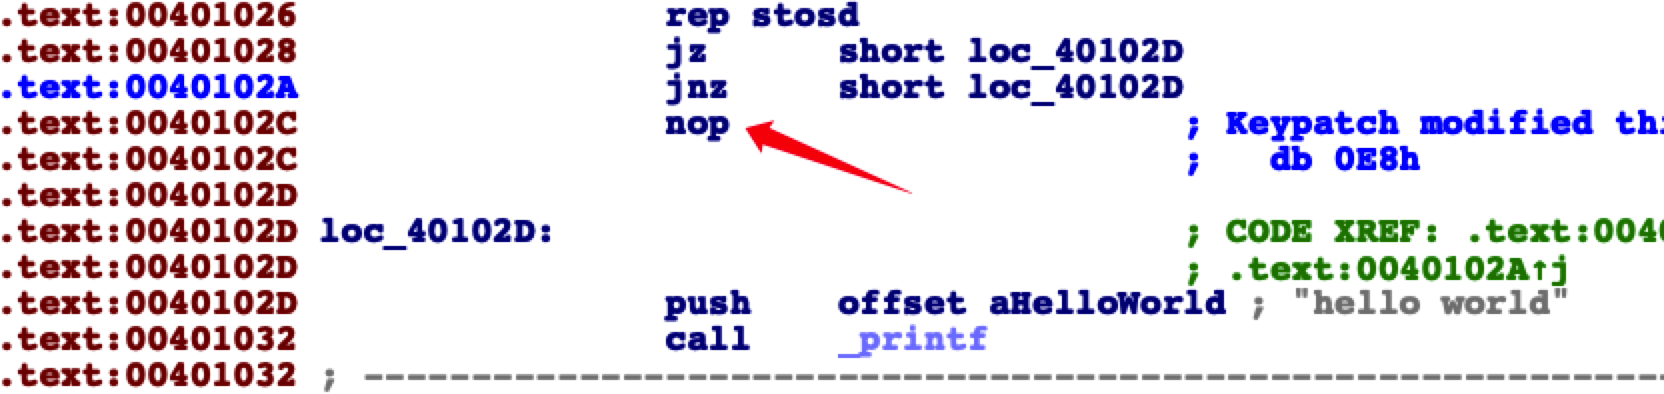 .text:00401026 rep stosd
.text:00401028 jz short loc_40102D
.text:0040102A jnz short loc_40102D
.text:0040102C nop ; Keypatch modified thi
.text:0040102C ; db 0E8h
.text:0040102D
.text:0040102D loc_40102D: ; CODE XREF: .text:0040
.text:0040102D ; .text:0040102A↑j
.text:0040102D push offset aHelloWorld ; "hello world"
.text:00401032 call _printf
.text:00401032 ; ---------------------------------------------------------------